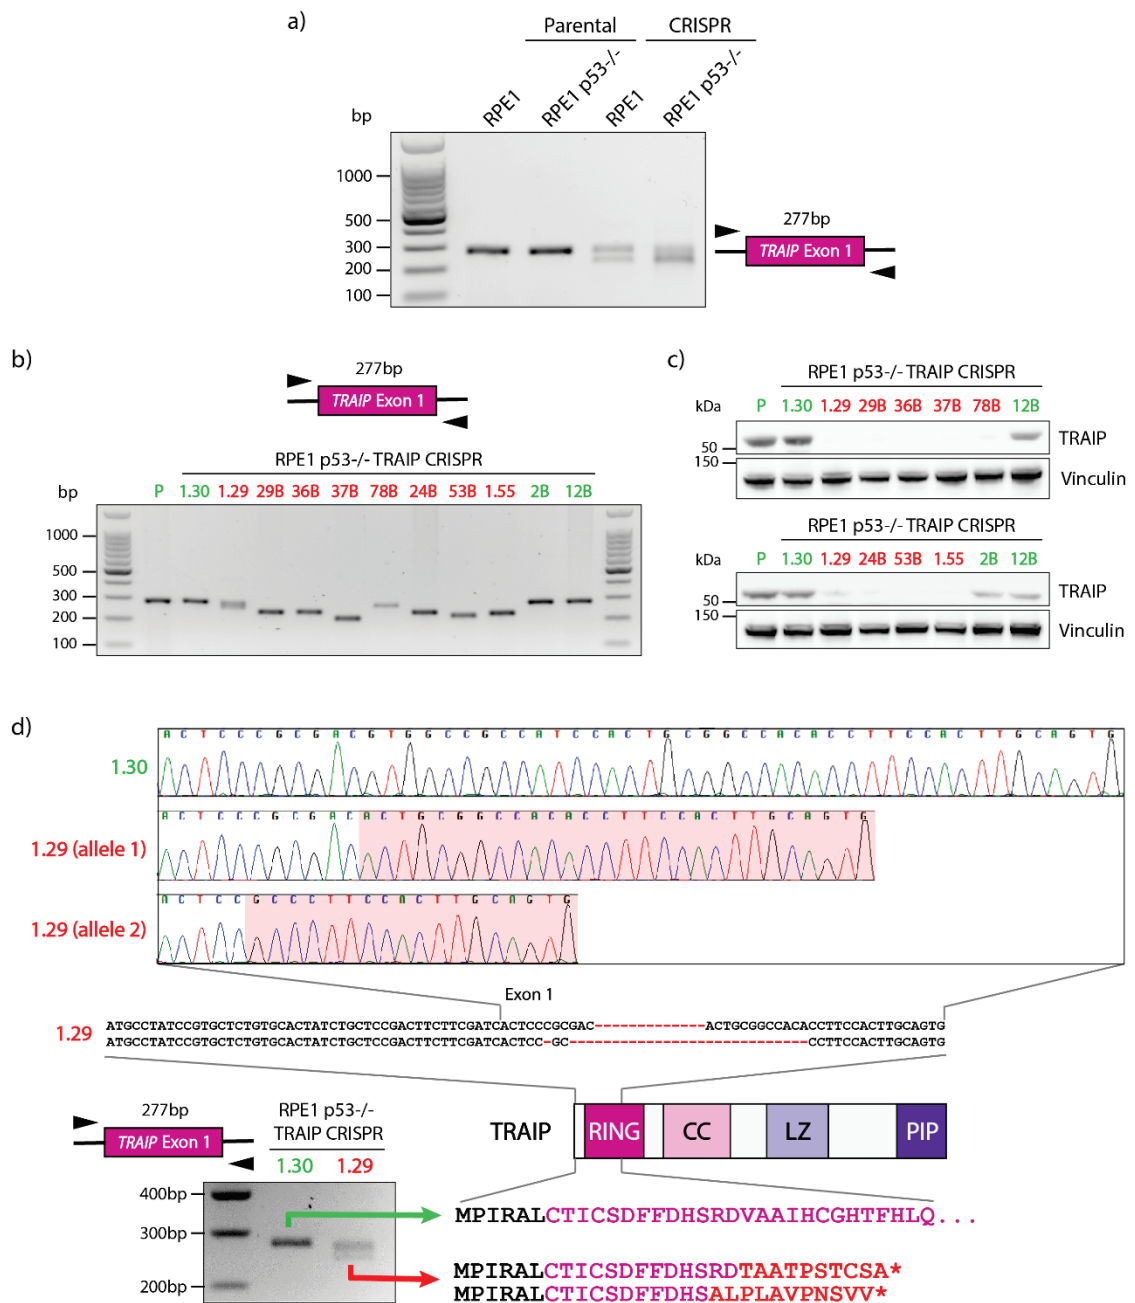 a)
Parental CRISPR
RPE1 RPE1 p53-/- RPE1 RPE1 p53-/-
bp
1000
500
300
200
100
277bp
TRAIP Exon 1
b)
277bp
TRAIP Exon 1
RPE1 p53-/- TRAIP CRISPR
bp P 1.30 1.29 29B 36B 37B 78B 24B 53B 1.55 2B 12B
1000
500
300
200
100
c)
RPE1 p53-/- TRAIP CRISPR
kDa P 1.30 1.29 29B 36B 37B 78B 12B
50 TRAIP
150 Vinculin
RPE1 p53-/- TRAIP CRISPR
kDa P 1.30 1.29 24B 53B 1.55 2B 12B
50 TRAIP
150 Vinculin
d)
A C T C C C G C G A C G T G G C C G C C A T C C A C T G C G G C C A C A C C T T C C A C T T G C A G T G
1.30
A C T C C C G C G A C A C T G C G G C C A C A C C T T C C A C T T G C A G T G
1.29 (allele 1)
A C T C C G C C C T T C C A C T T G C A G T G
1.29 (allele 2)
Exon 1
1.29
ATGCCTATCCGTGCTCTGTGCACTATCTGCTCCGACTTCTTCGATCACTCCCGCGAC---------------ACTGCGGCCACACCTTCCACTTGCAGTG
ATGCCTATCCGTGCTCTGTGCACTATCTGCTCCGACTTCTTCGATCACTCC-GC--------------------------------CCTTCCACTTGCAGTG
277bp
TRAIP Exon 1
RPE1 p53-/-
TRAIP CRISPR
1.30 1.29
400bp
300bp
200bp
TRAIP RING CC LZ PIP
MPIRALCTICSDFFDHSRDVAAIHCGHTFHLQ...
MPIRALCTICSDFFDHSRDTAATPSTCSA*
MPIRALCTICSDFFDHSALPLAVPNSVV*